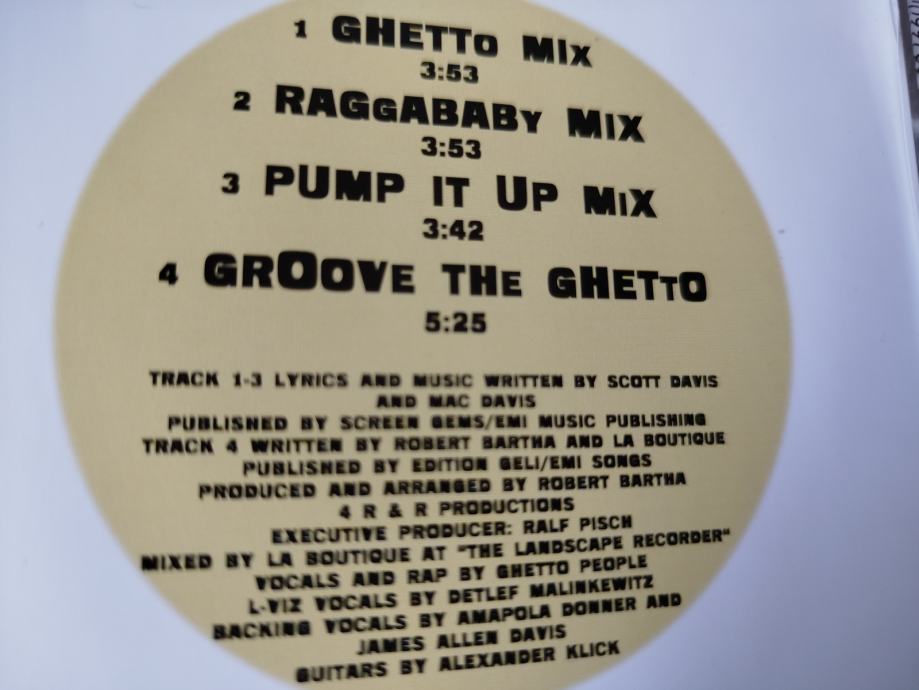 1 GHETTO MIX
3:53
2 RAGGABABY MIX
3:53
3 PUMP IT UP MIX
3:42
4 GROOVE THE GHETTO
5:25
TRACK 1-3 LYRICS AND MUSIC WRITTEN BY SCOTT DAVIS
AND MAC DAVIS
PUBLISHED BY SCREEN GEMS/EMI MUSIC PUBLISHING
TRACK 4 WRITTEN BY ROBERT BARTHA AND LA BOUTIQUE
PUBLISHED BY EDITION GELI/EMI SONGS
PRODUCED AND ARRANGED BY ROBERT BARTHA
4 R & R PRODUCTIONS
EXECUTIVE PRODUCER: RALF PISCH
MIXED BY LA BOUTIQUE AT "THE LANDSCAPE RECORDER"
VOCALS AND RAP BY GHETTO PEOPLE
L-VIZ VOCALS BY DETLEF MALINKEWITZ
BACKING VOCALS BY AMAPOLA DONNER AND
JAMES ALLEN DAVIS
GUITARS BY ALEXANDER KLICK